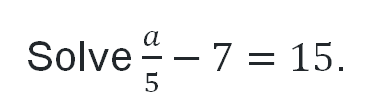 Solve a/5 − 7 = 15.